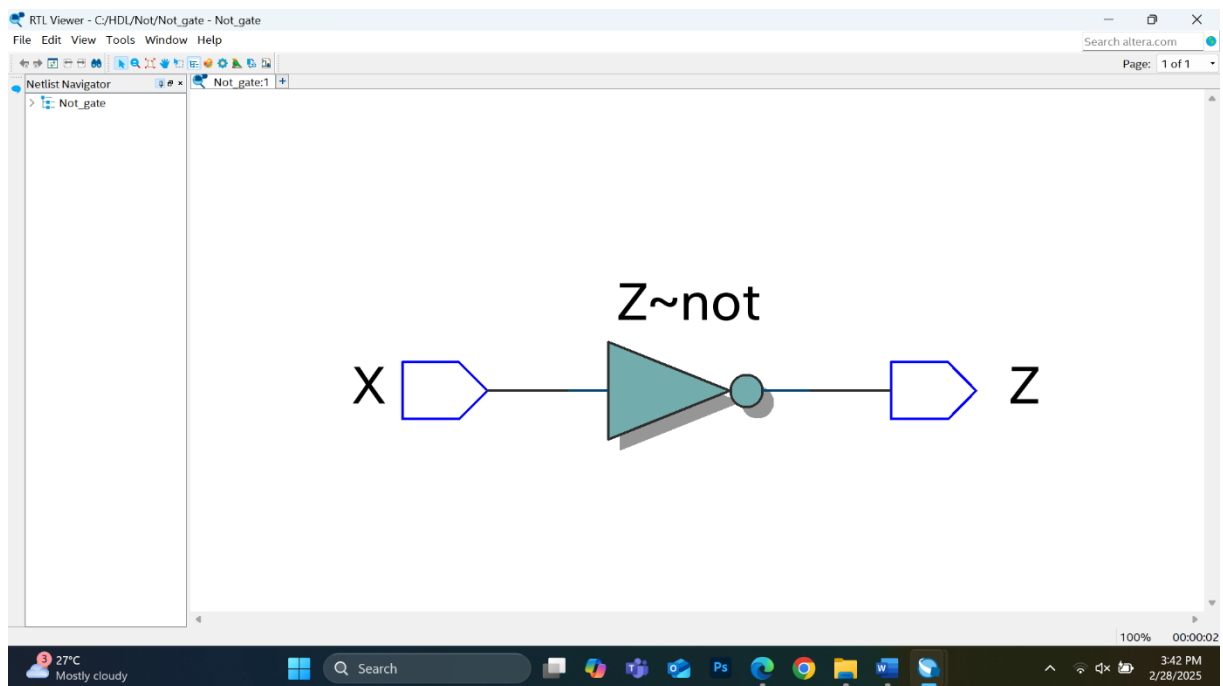 RTL Viewer - C:/HDL/Not/Not_gate - Not_gate
File Edit View Tools Window Help
Search altera.com
Page: 1 of 1
Netlist Navigator
Not_gate:1
Not_gate
Z~not
X
Z
100% 00:00:02
3
27°C
Mostly cloudy
Search
Ps
W
3:42 PM
2/28/2025